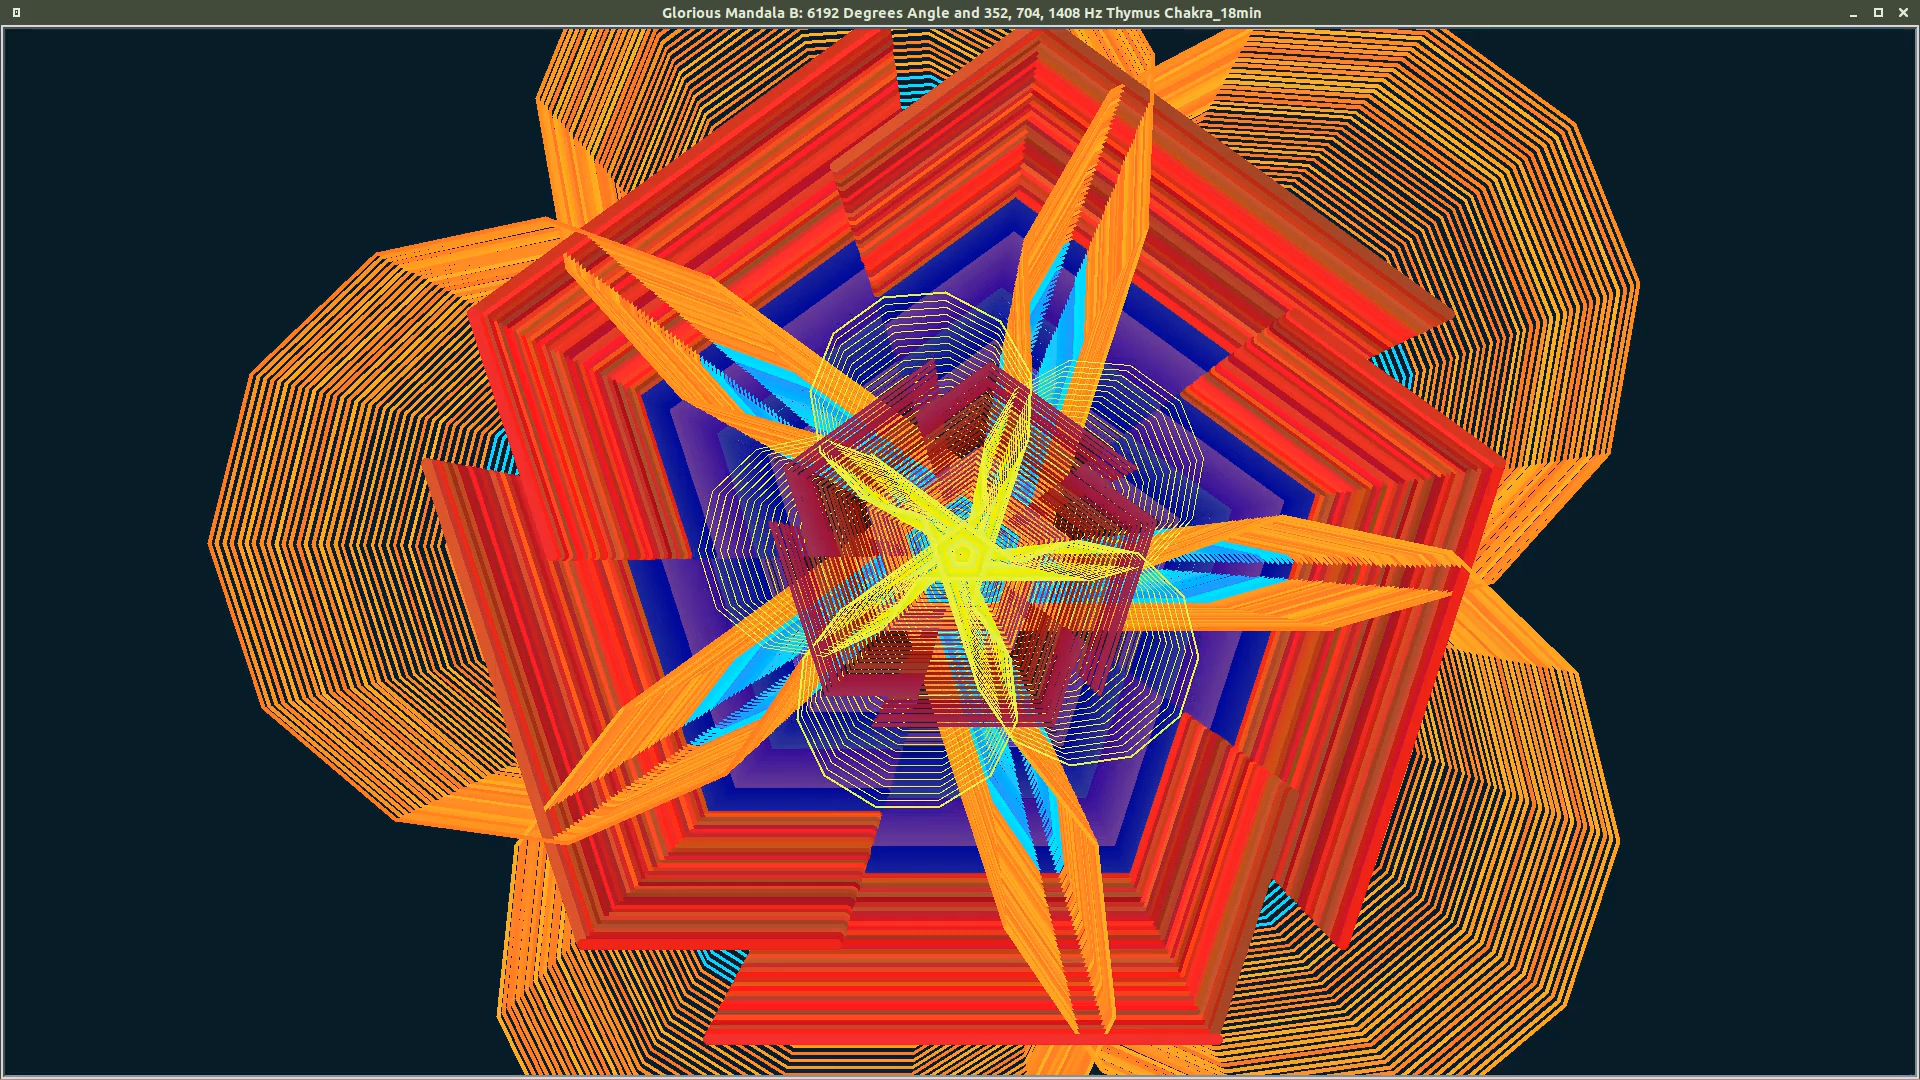 Glorious Mandala B: 6192 Degrees Angle and 352, 704, 1408 Hz Thymus Chakra_18min